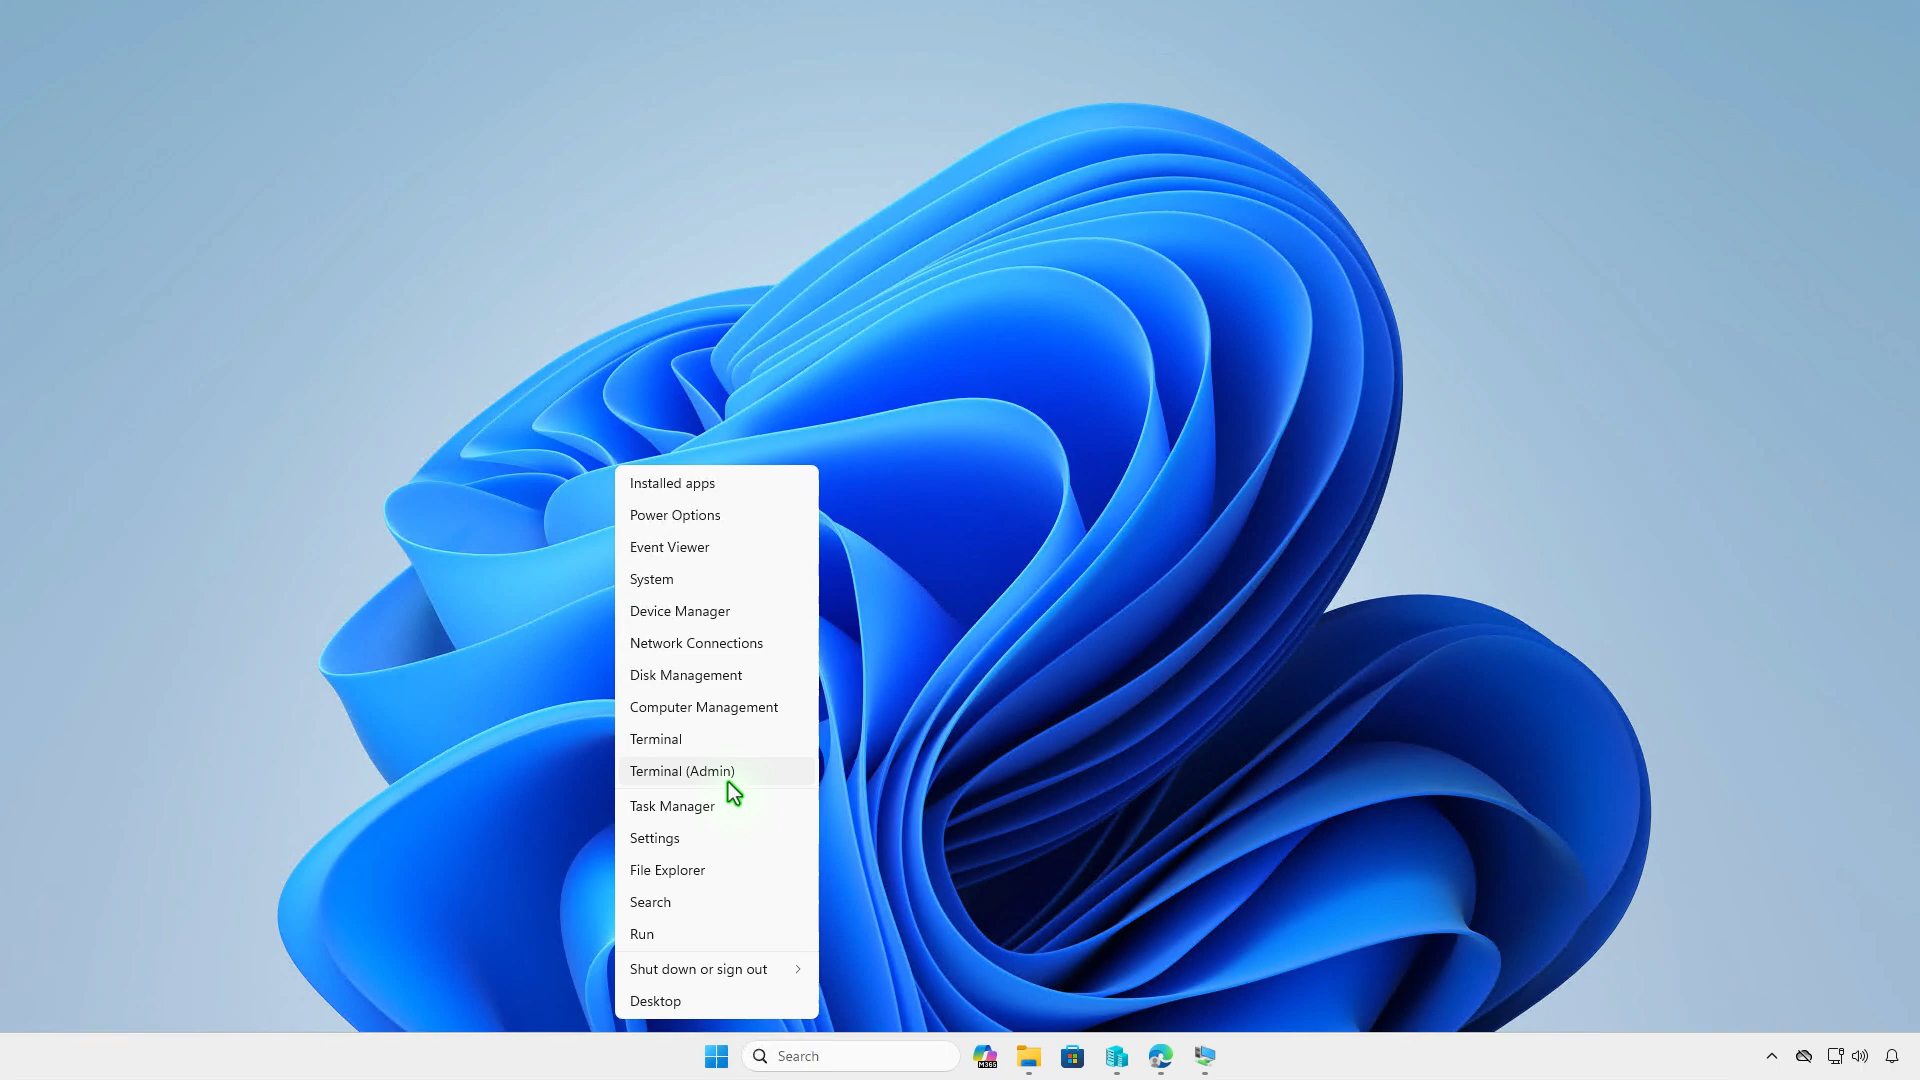 Installed apps
Power Options
Event Viewer
System
Device Manager
Network Connections
Disk Management
Computer Management
Terminal
Terminal (Admin)
Task Manager
Settings
File Explorer
Search
Run
Shut down or sign out
Desktop
Search
M365